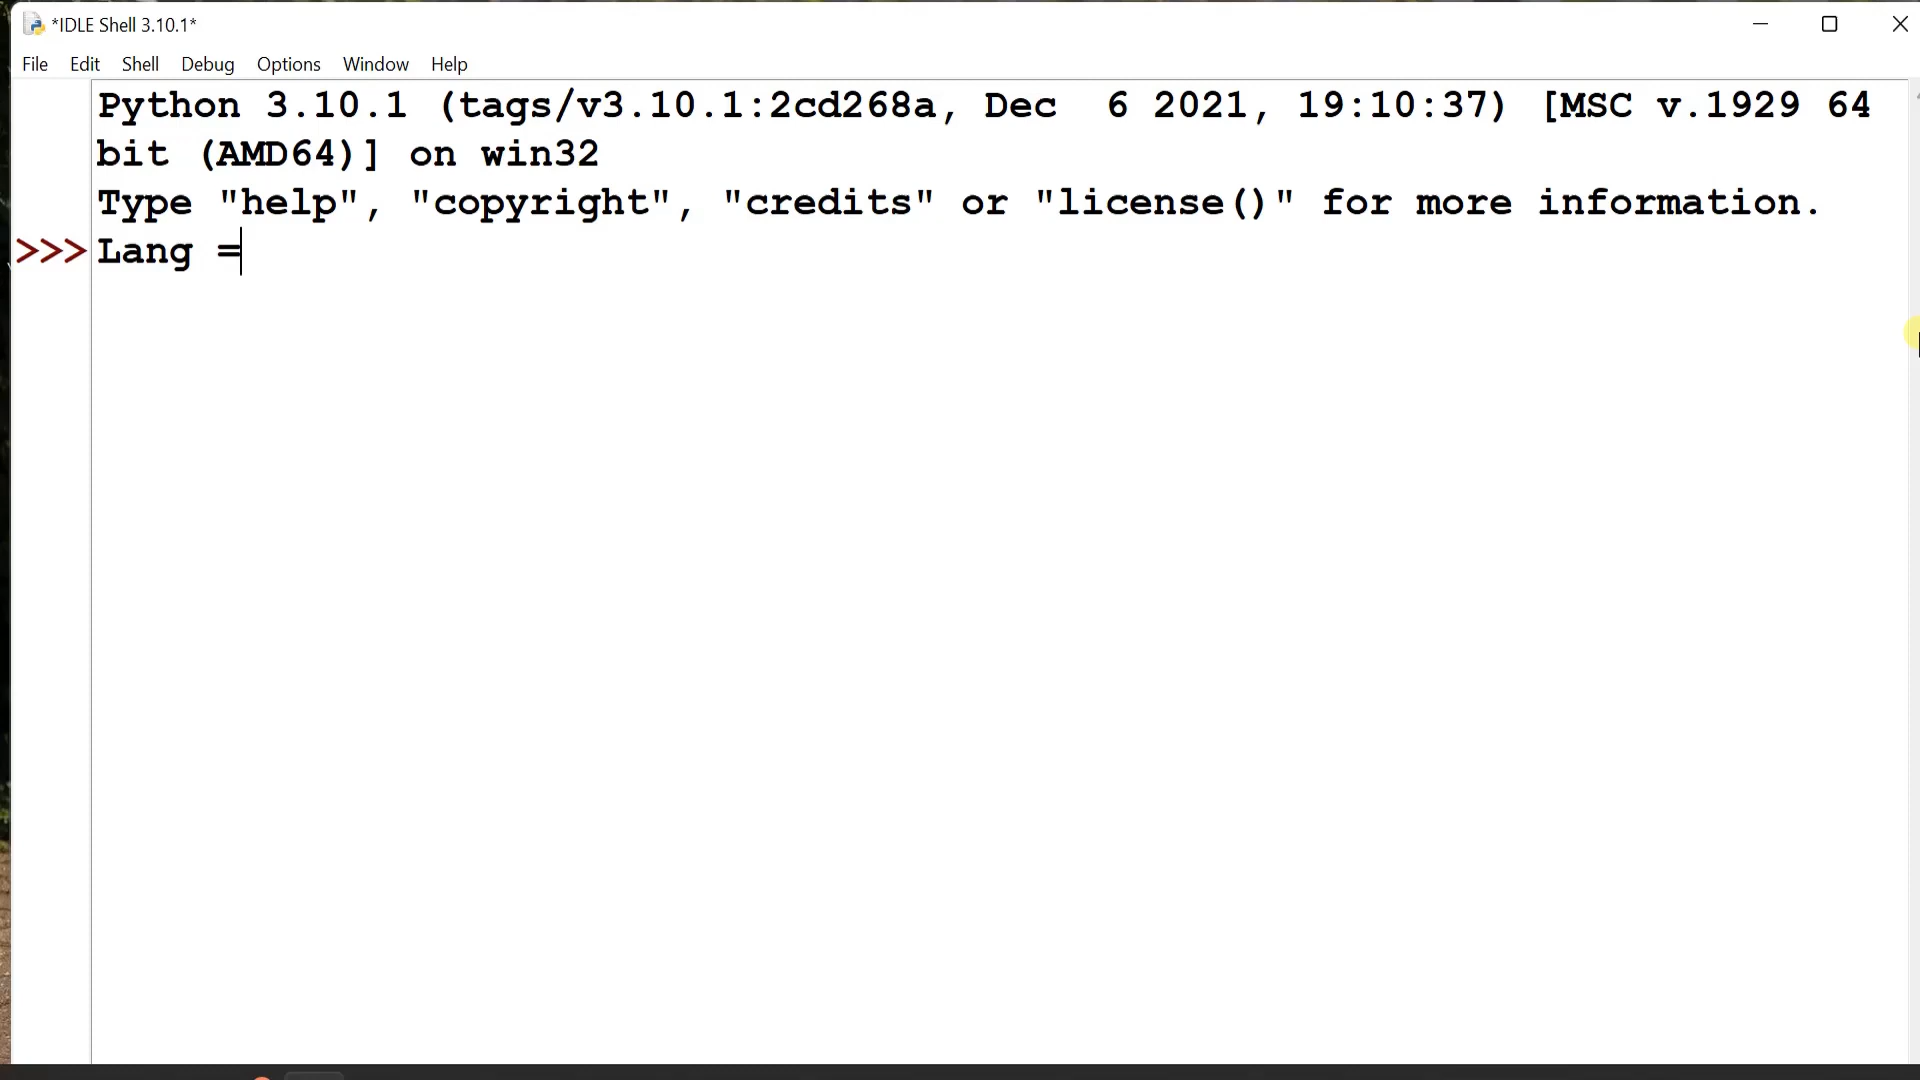 *IDLE Shell 3.10.1*
File Edit Shell Debug Options Window Help
Python 3.10.1 (tags/v3.10.1:2cd268a, Dec  6 2021, 19:10:37) [MSC v.1929 64
bit (AMD64)] on win32
Type "help", "copyright", "credits" or "license()" for more information.
>>> Lang =